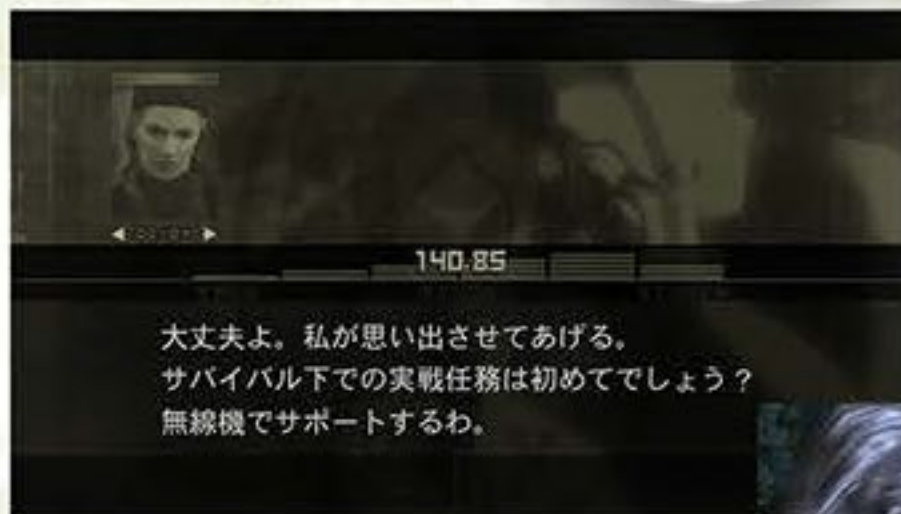 140.85
大丈夫よ。私が思い出させてあげる。
サバイバル下での実戦任務は初めてでしょう？
無線機でサポートするわ。